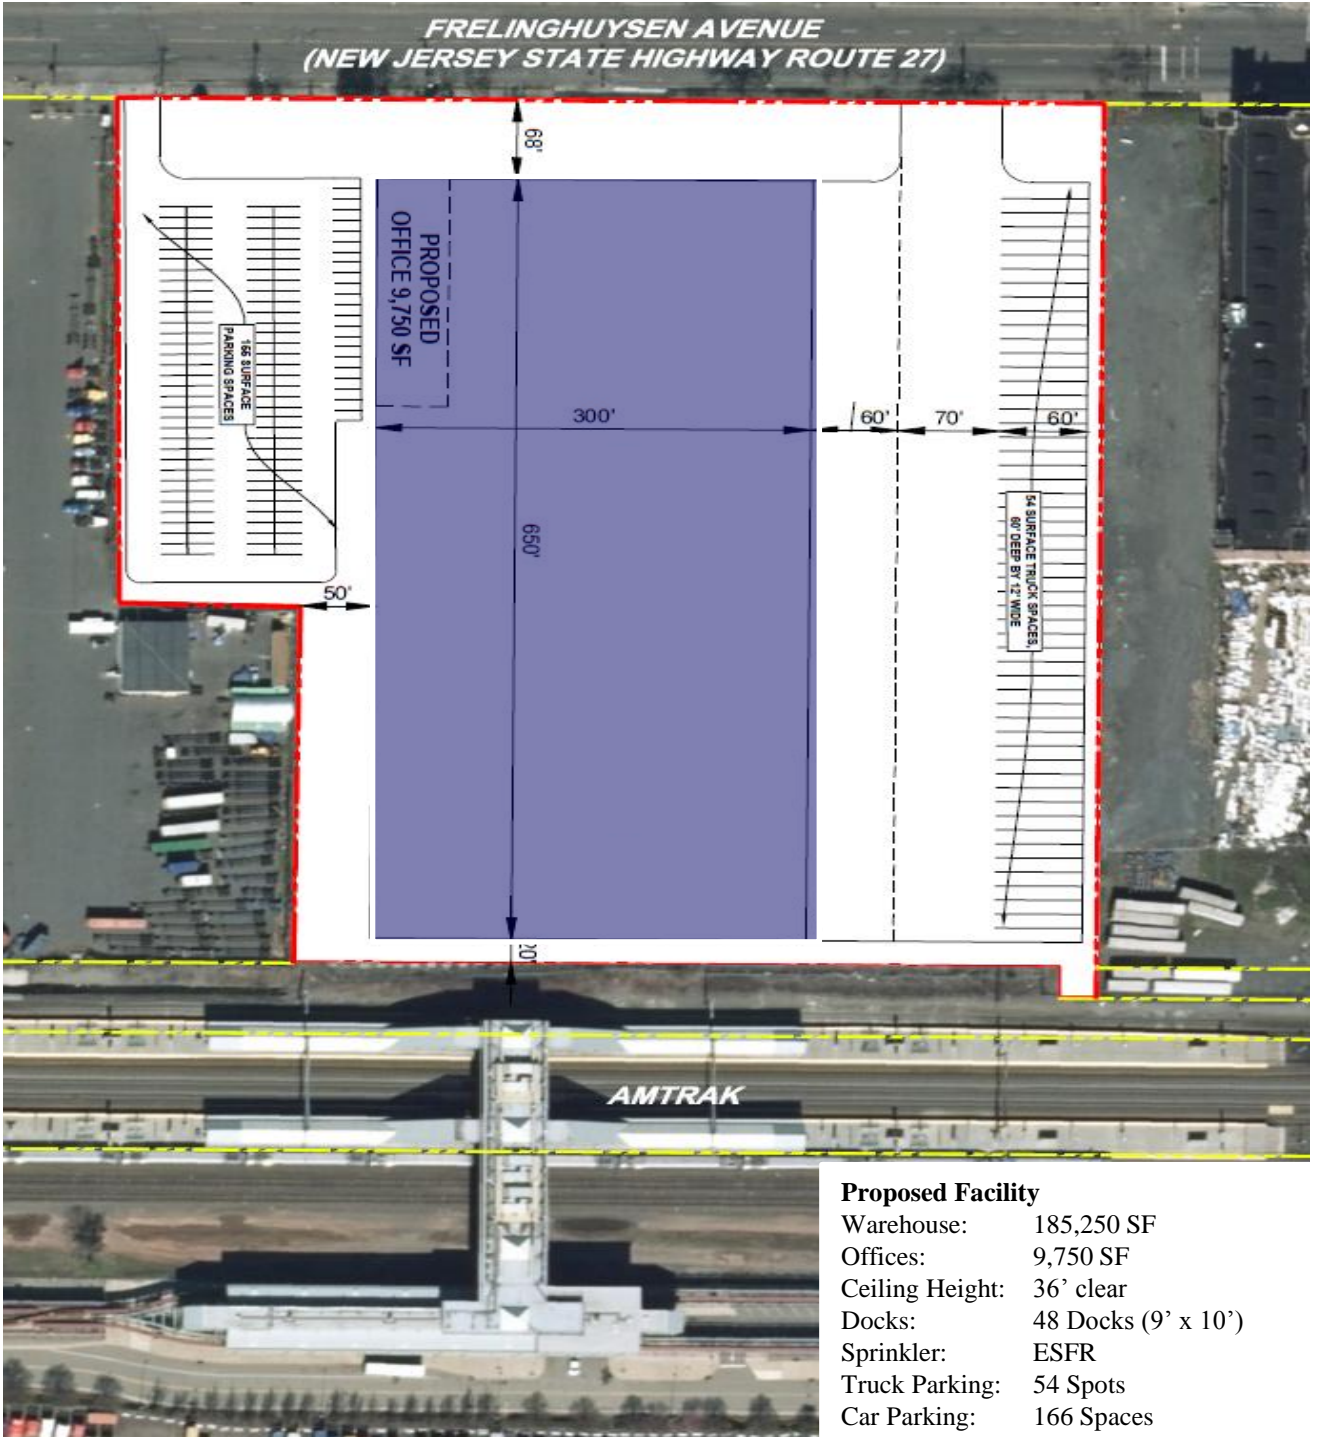 FRELINGHUYSEN AVENUE
(NEW JERSEY STATE HIGHWAY ROUTE 27)
68'
PROPOSED
OFFICE 9,750 SF
166 SURFACE
PARKING SPACES
300'
60'
70'
60'
650'
54 SURFACE TRUCK SPACES,
60' DEEP BY 12' WIDE
50'
20'
AMTRAK
Proposed Facility
Warehouse: 185,250 SF
Offices: 9,750 SF
Ceiling Height: 36’ clear
Docks: 48 Docks (9’ x 10’)
Sprinkler: ESFR
Truck Parking: 54 Spots
Car Parking: 166 Spaces